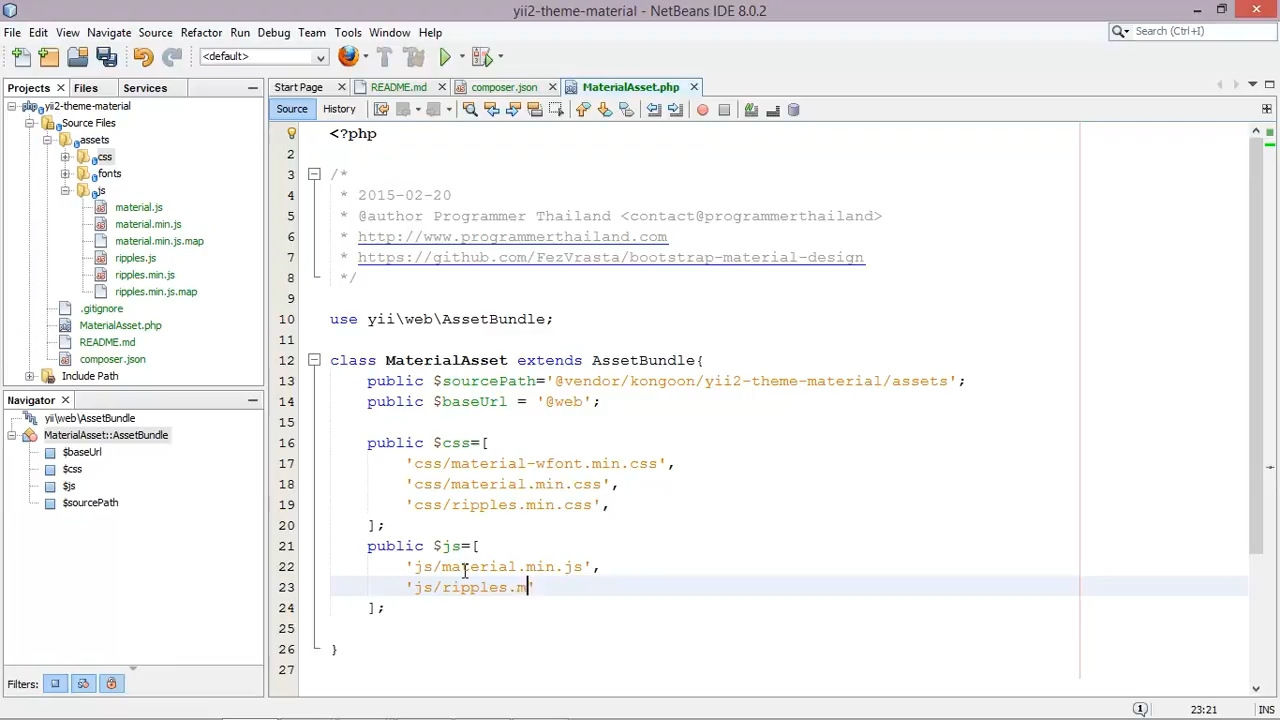 yii2-theme-material - NetBeans IDE 8.0.2
File Edit View Navigate Source Refactor Run Debug Team Tools Window Help
Search (Ctrl+I)
<default>
Projects Files Services
Start Page README.md composer.json MaterialAsset.php
Source History
yii2-theme-material
Source Files
assets
css
fonts
js
material.js
material.min.js
material.min.js.map
ripples.js
ripples.min.js
ripples.min.js.map
.gitignore
MaterialAsset.php
README.md
composer.json
Include Path
Navigator
yii\web\AssetBundle
MaterialAsset::AssetBundle
$baseUrl
$css
$js
$sourcePath
Filters:
<?php
2
3 /*
4 * 2015-02-20
5 * @author Programmer Thailand <contact@programmerthailand>
6 * http://www.programmerthailand.com
7 * https://github.com/FezVrasta/bootstrap-material-design
8 */
9
10 use yii\web\AssetBundle;
11
12 class MaterialAsset extends AssetBundle{
13 public $sourcePath='@vendor/kongoon/yii2-theme-material/assets';
14 public $baseUrl = '@web';
15
16 public $css=[
17 'css/material-wfont.min.css',
18 'css/material.min.css',
19 'css/ripples.min.css',
20 ];
21 public $js=[
22 'js/material.min.js',
23 'js/ripples.m'
24 ];
25
26 }
27
23:21 INS